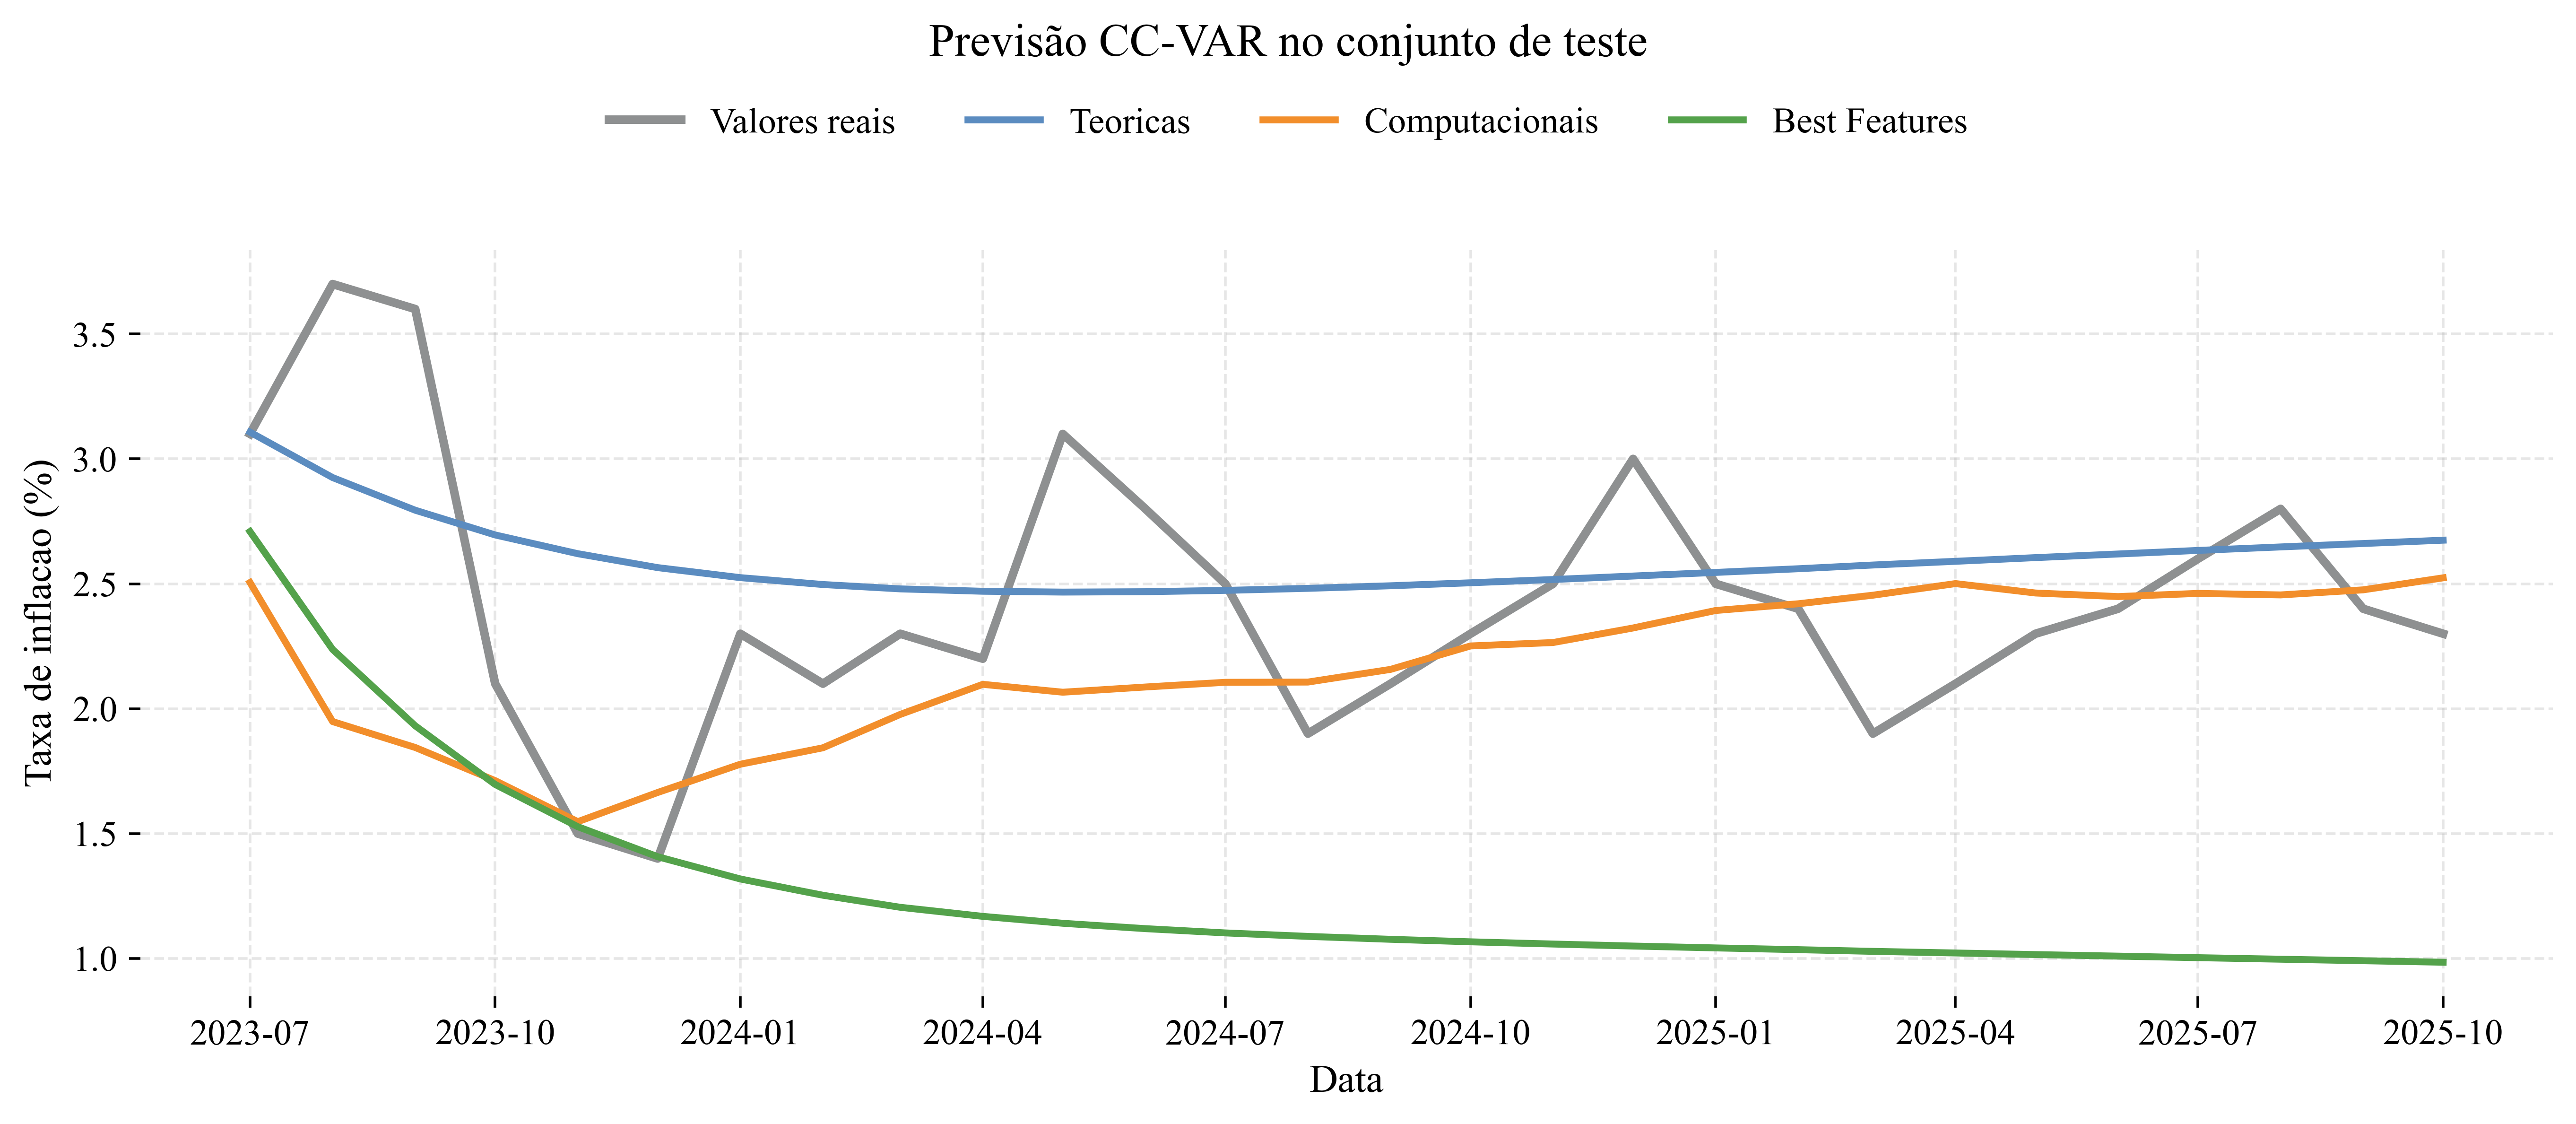 Previsão CC-VAR no conjunto de teste
Valores reais Teoricas Computacionais Best Features
Taxa de inflacao (%)
3.5
3.0
2.5
2.0
1.5
1.0
2023-07 2023-10 2024-01 2024-04 2024-07 2024-10 2025-01 2025-04 2025-07 2025-10
Data